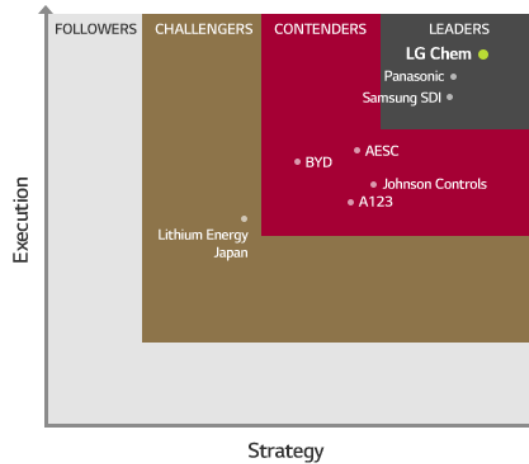 FOLLOWERS
CHALLENGERS
CONTENDERS
LEADERS
LG Chem
Panasonic
Samsung SDI
AESC
BYD
Johnson Controls
A123
Lithium Energy
Japan
Execution
Strategy